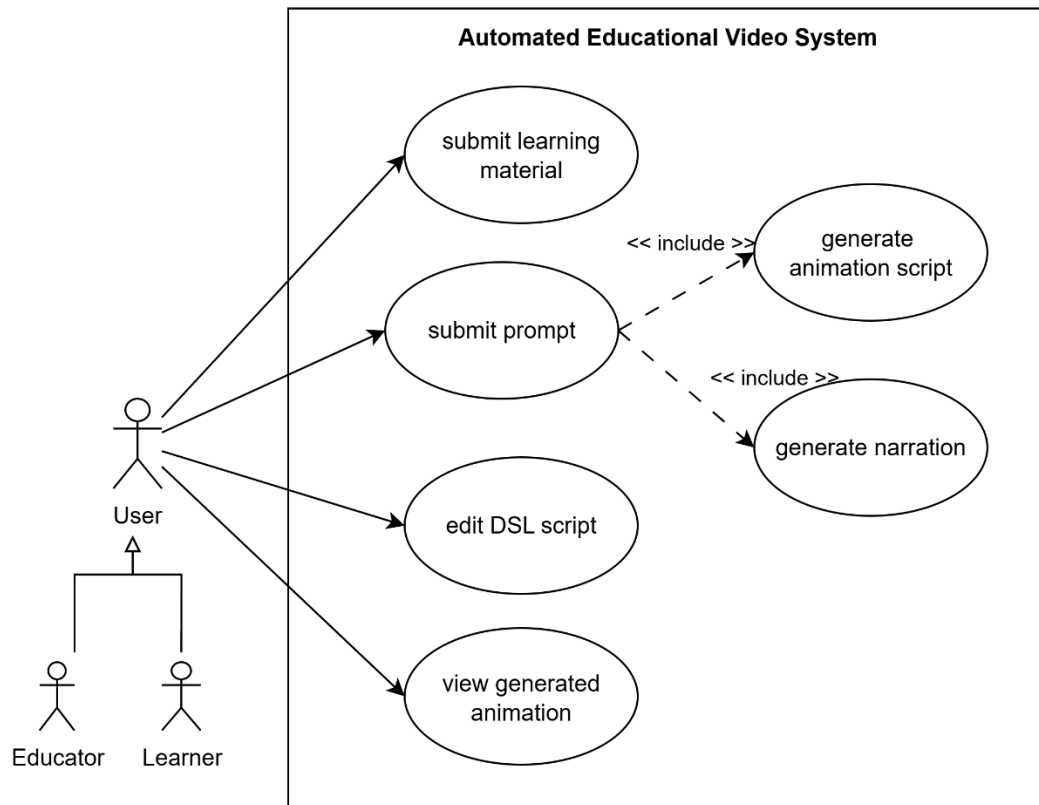 Automated Educational Video System
submit learning
material
<< include >>
generate
animation script
submit prompt
<< include >>
generate narration
User
edit DSL script
view generated
animation
Educator
Learner